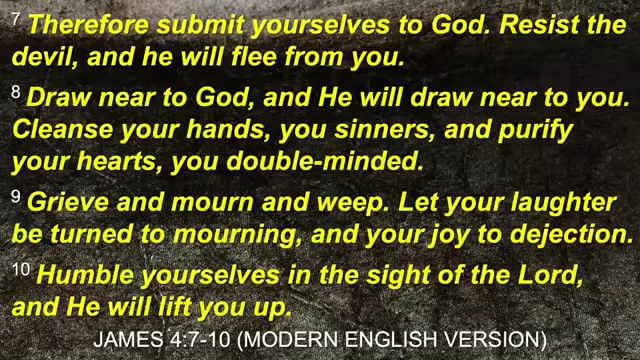 7 Therefore submit yourselves to God. Resist the
devil, and he will flee from you.
8 Draw near to God, and He will draw near to you.
Cleanse your hands, you sinners, and purify
your hearts, you double-minded.
9 Grieve and mourn and weep. Let your laughter
be turned to mourning, and your joy to dejection.
10 Humble yourselves in the sight of the Lord,
and He will lift you up.
JAMES 4:7-10 (MODERN ENGLISH VERSION)